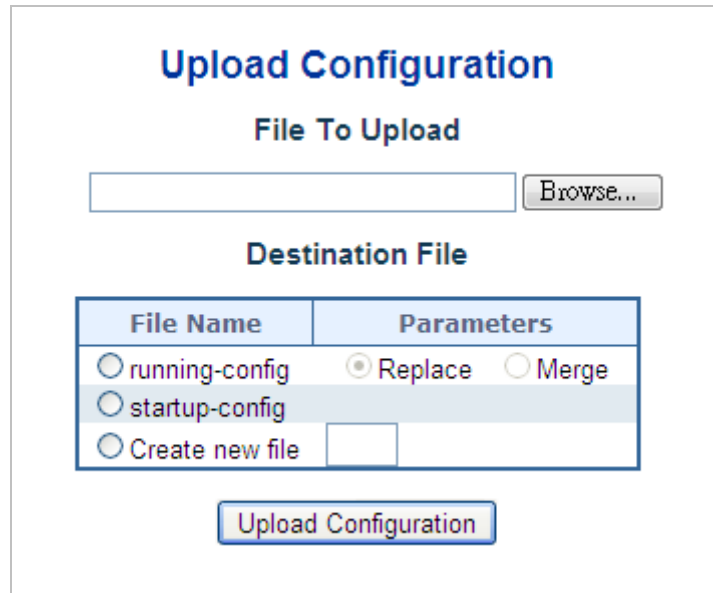 Upload Configuration
File To Upload
Browse...
Destination File
File Name Parameters
running-config Replace Merge
startup-config
Create new file
Upload Configuration